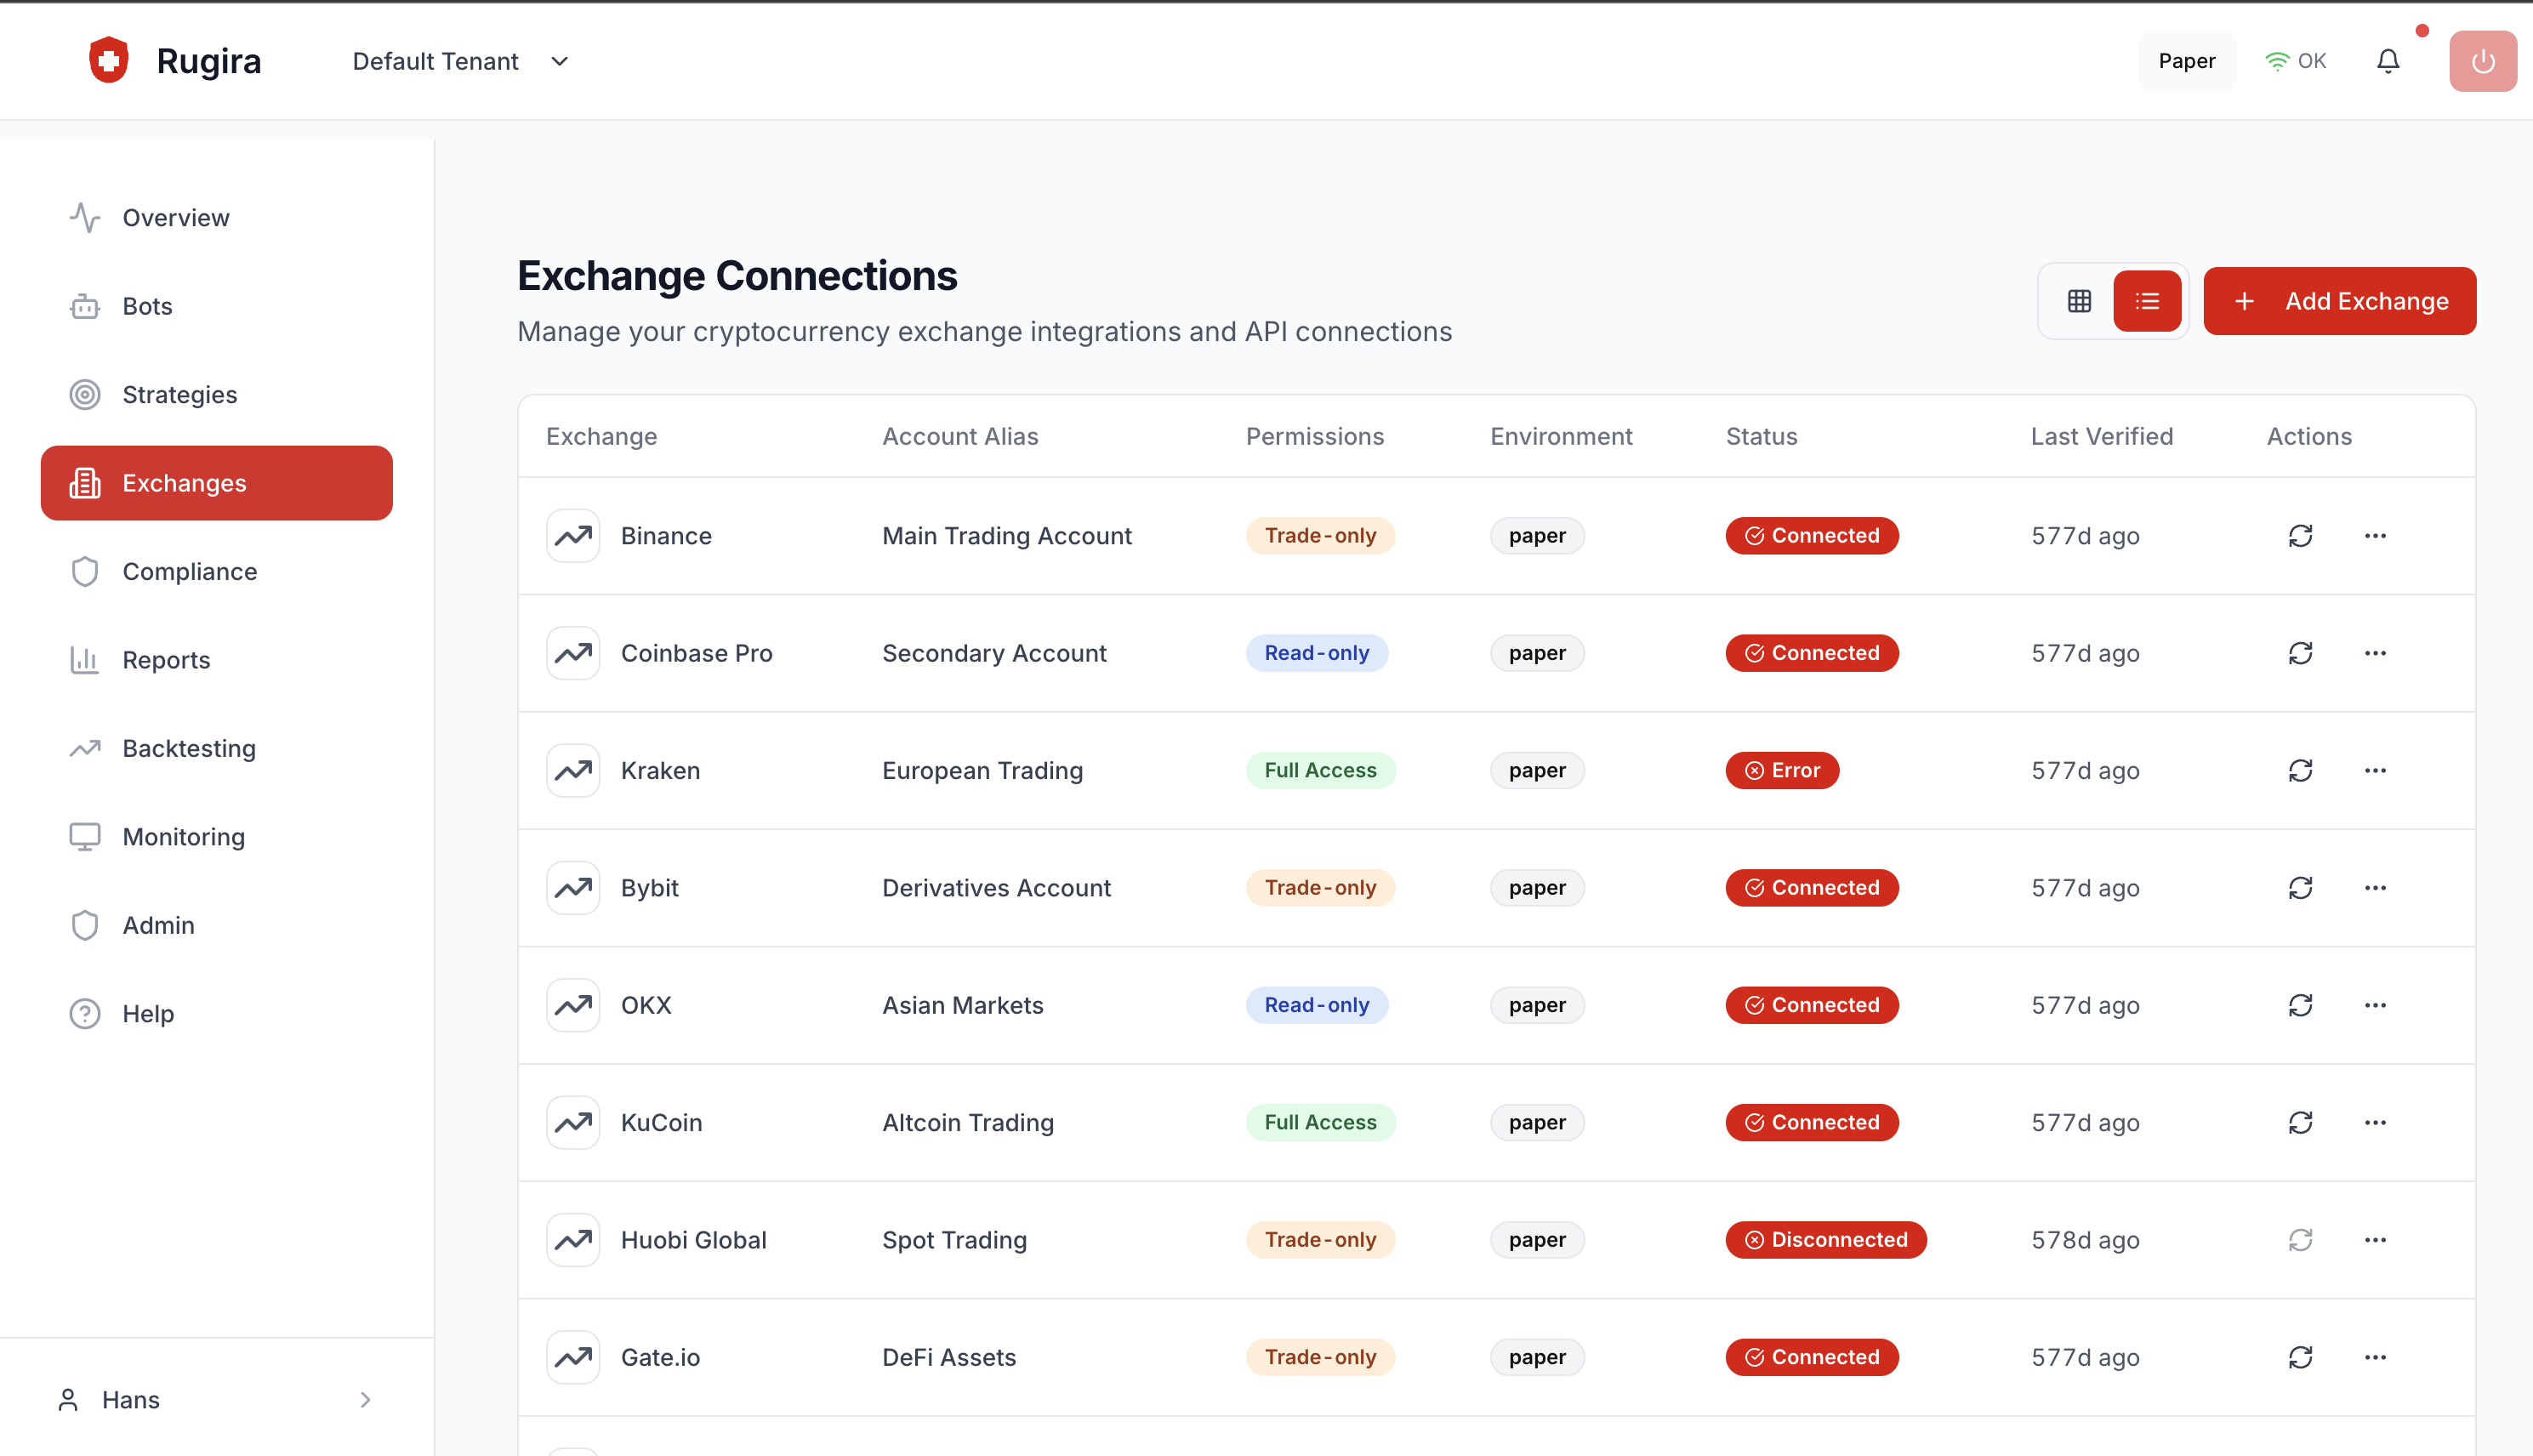 Rugira
Default Tenant
Paper
OK
Overview
Bots
Strategies
Exchanges
Compliance
Reports
Backtesting
Monitoring
Admin
Help
Hans
Exchange Connections
Manage your cryptocurrency exchange integrations and API connections
Add Exchange
Exchange Account Alias Permissions Environment Status Last Verified Actions
Binance Main Trading Account Trade-only paper Connected 577d ago
Coinbase Pro Secondary Account Read-only paper Connected 577d ago
Kraken European Trading Full Access paper Error 577d ago
Bybit Derivatives Account Trade-only paper Connected 577d ago
OKX Asian Markets Read-only paper Connected 577d ago
KuCoin Altcoin Trading Full Access paper Connected 577d ago
Huobi Global Spot Trading Trade-only paper Disconnected 578d ago
Gate.io DeFi Assets Trade-only paper Connected 577d ago